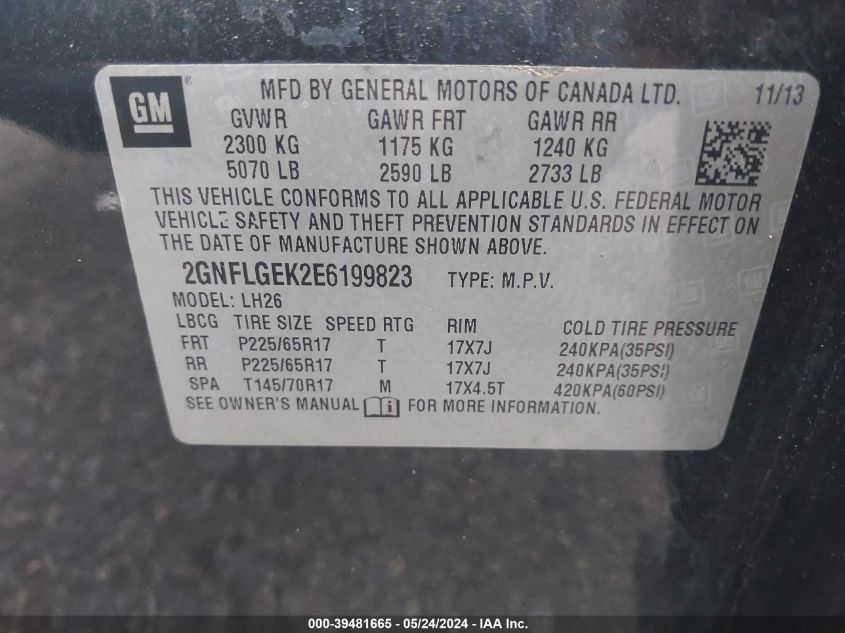 GM ® MFD BY GENERAL MOTORS OF CANADA LTD. 11/13
GVWR GAWR FRT GAWR RR
2300 KG 1175 KG 1240 KG
5070 LB 2590 LB 2733 LB
THIS VEHICLE CONFORMS TO ALL APPLICABLE U.S. FEDERAL MOTOR
VEHICLE SAFETY AND THEFT PREVENTION STANDARDS IN EFFECT ON
THE DATE OF MANUFACTURE SHOWN ABOVE.
2GNFLGEK2E6199823 TYPE: M.P.V.
MODEL: LH26
LBCG TIRE SIZE SPEED RTG RIM COLD TIRE PRESSURE
FRT P225/65R17 T 17X7J 240KPA(35PSI)
RR P225/65R17 T 17X7J 240KPA(35PSI)
SPA T145/70R17 M 17X4.5T 420KPA(60PSI)
SEE OWNER'S MANUAL FOR MORE INFORMATION.
000-39481665 - 05/24/2024 - IAA Inc.